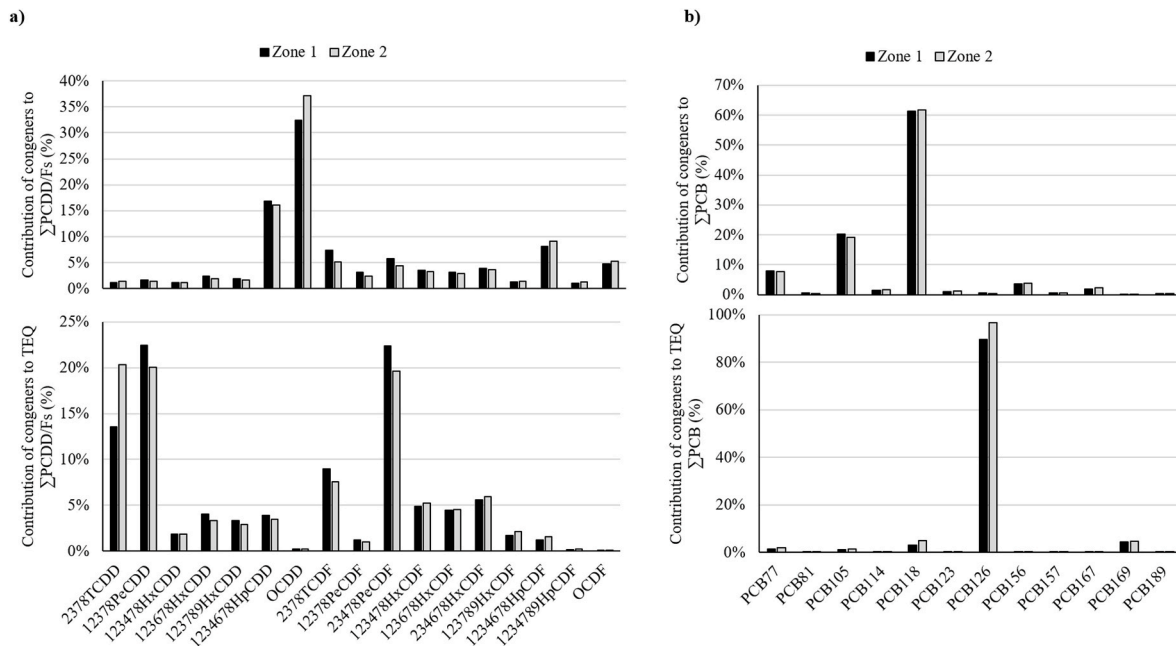 a)
Zone 1 Zone 2
Contribution of congeners to
∑PCDD/Fs (%)
40%
35%
30%
25%
20%
15%
10%
5%
0%
Contribution of congeners to TEQ
∑PCDD/Fs (%)
25%
20%
15%
10%
5%
0%
2378TCDD
12378PeCDD
123478HxCDD
123678HxCDD
123789HxCDD
1234678HpCDD
OCDD
2378TCDF
12378PeCDF
23478PeCDF
123478HxCDF
123678HxCDF
234678HxCDF
123789HxCDF
1234678HpCDF
1234789HpCDF
OCDF
b)
Zone 1 Zone 2
Contribution of congeners to
∑PCB (%)
70%
60%
50%
40%
30%
20%
10%
0%
Contribution of congeners to TEQ
∑PCB (%)
100%
80%
60%
40%
20%
0%
PCB77
PCB81
PCB105
PCB114
PCB118
PCB123
PCB126
PCB156
PCB157
PCB167
PCB169
PCB189